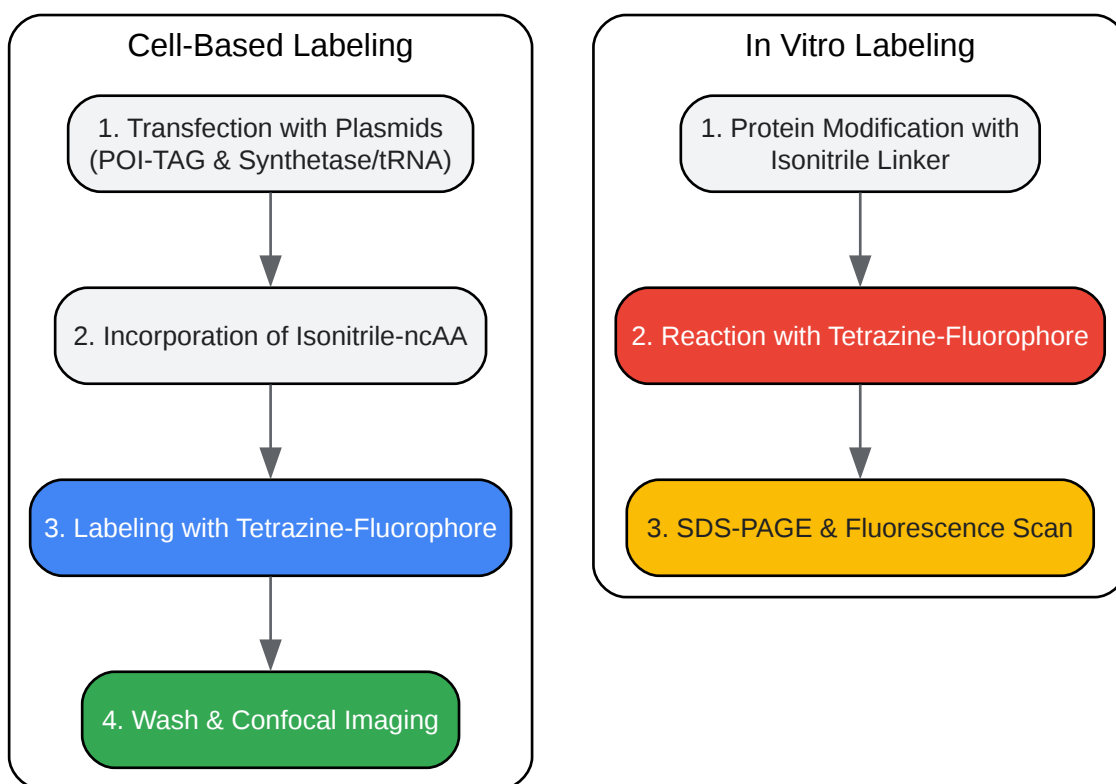 Cell-Based Labeling
1. Transfection with Plasmids
(POI-TAG & Synthetase/tRNA)
2. Incorporation of Isonitrile-ncAA
3. Labeling with Tetrazine-Fluorophore
4. Wash & Confocal Imaging
In Vitro Labeling
1. Protein Modification with
Isonitrile Linker
2. Reaction with Tetrazine-Fluorophore
3. SDS-PAGE & Fluorescence Scan